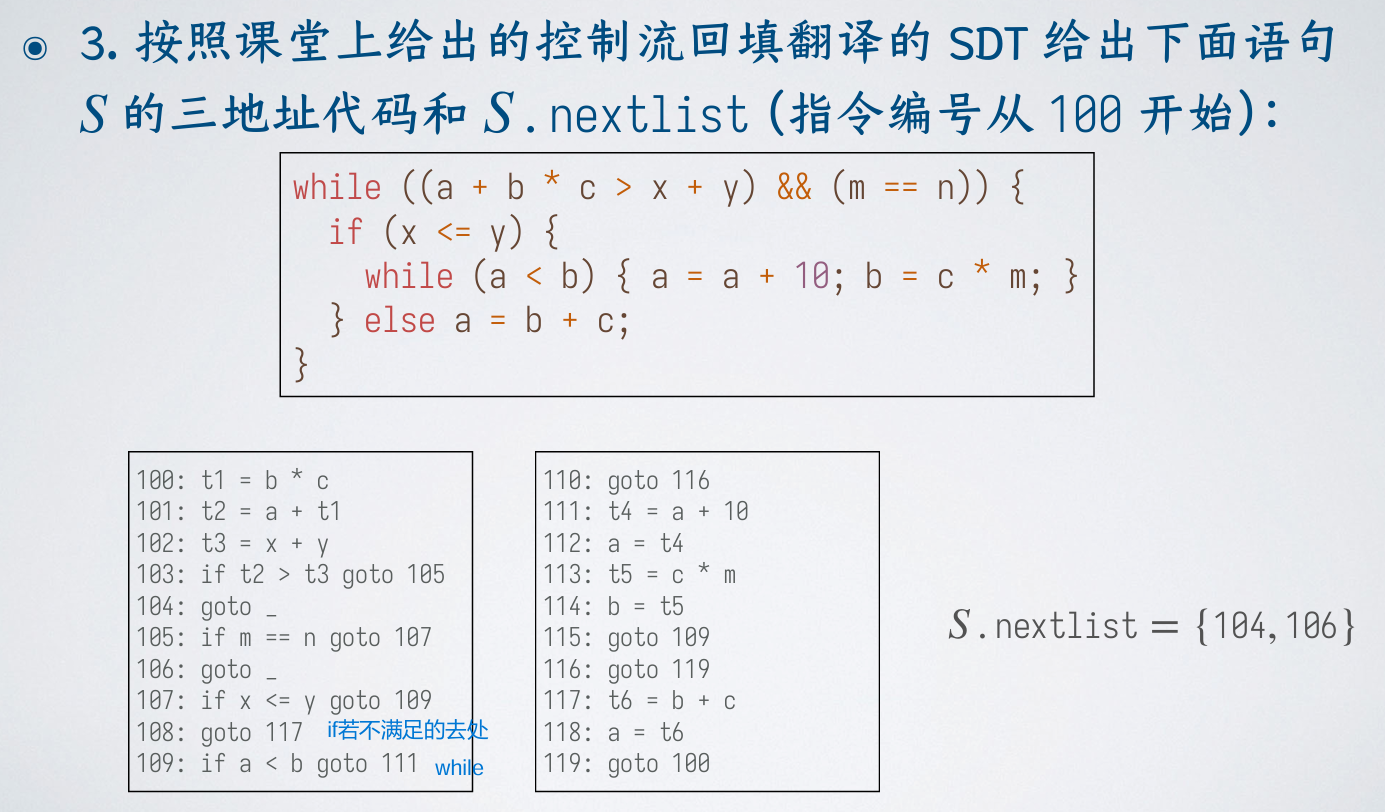 3. 按照课堂上给出的控制流回填翻译的 SDT 给出下面语句
S 的三地址代码和 S.nextlist (指令编号从 100 开始):
while ((a + b * c > x + y) && (m == n)) {
if (x <= y) {
while (a < b) { a = a + 10; b = c * m; }
} else a = b + c;
}
100: t1 = b * c
101: t2 = a + t1
102: t3 = x + y
103: if t2 > t3 goto 105
104: goto _
105: if m == n goto 107
106: goto _
107: if x <= y goto 109
108: goto 117 if若不满足的去处
109: if a < b goto 111 while
110: goto 116
111: t4 = a + 10
112: a = t4
113: t5 = c * m
114: b = t5
115: goto 109
116: goto 119
117: t6 = b + c
118: a = t6
119: goto 100
S.nextlist = {104,106}